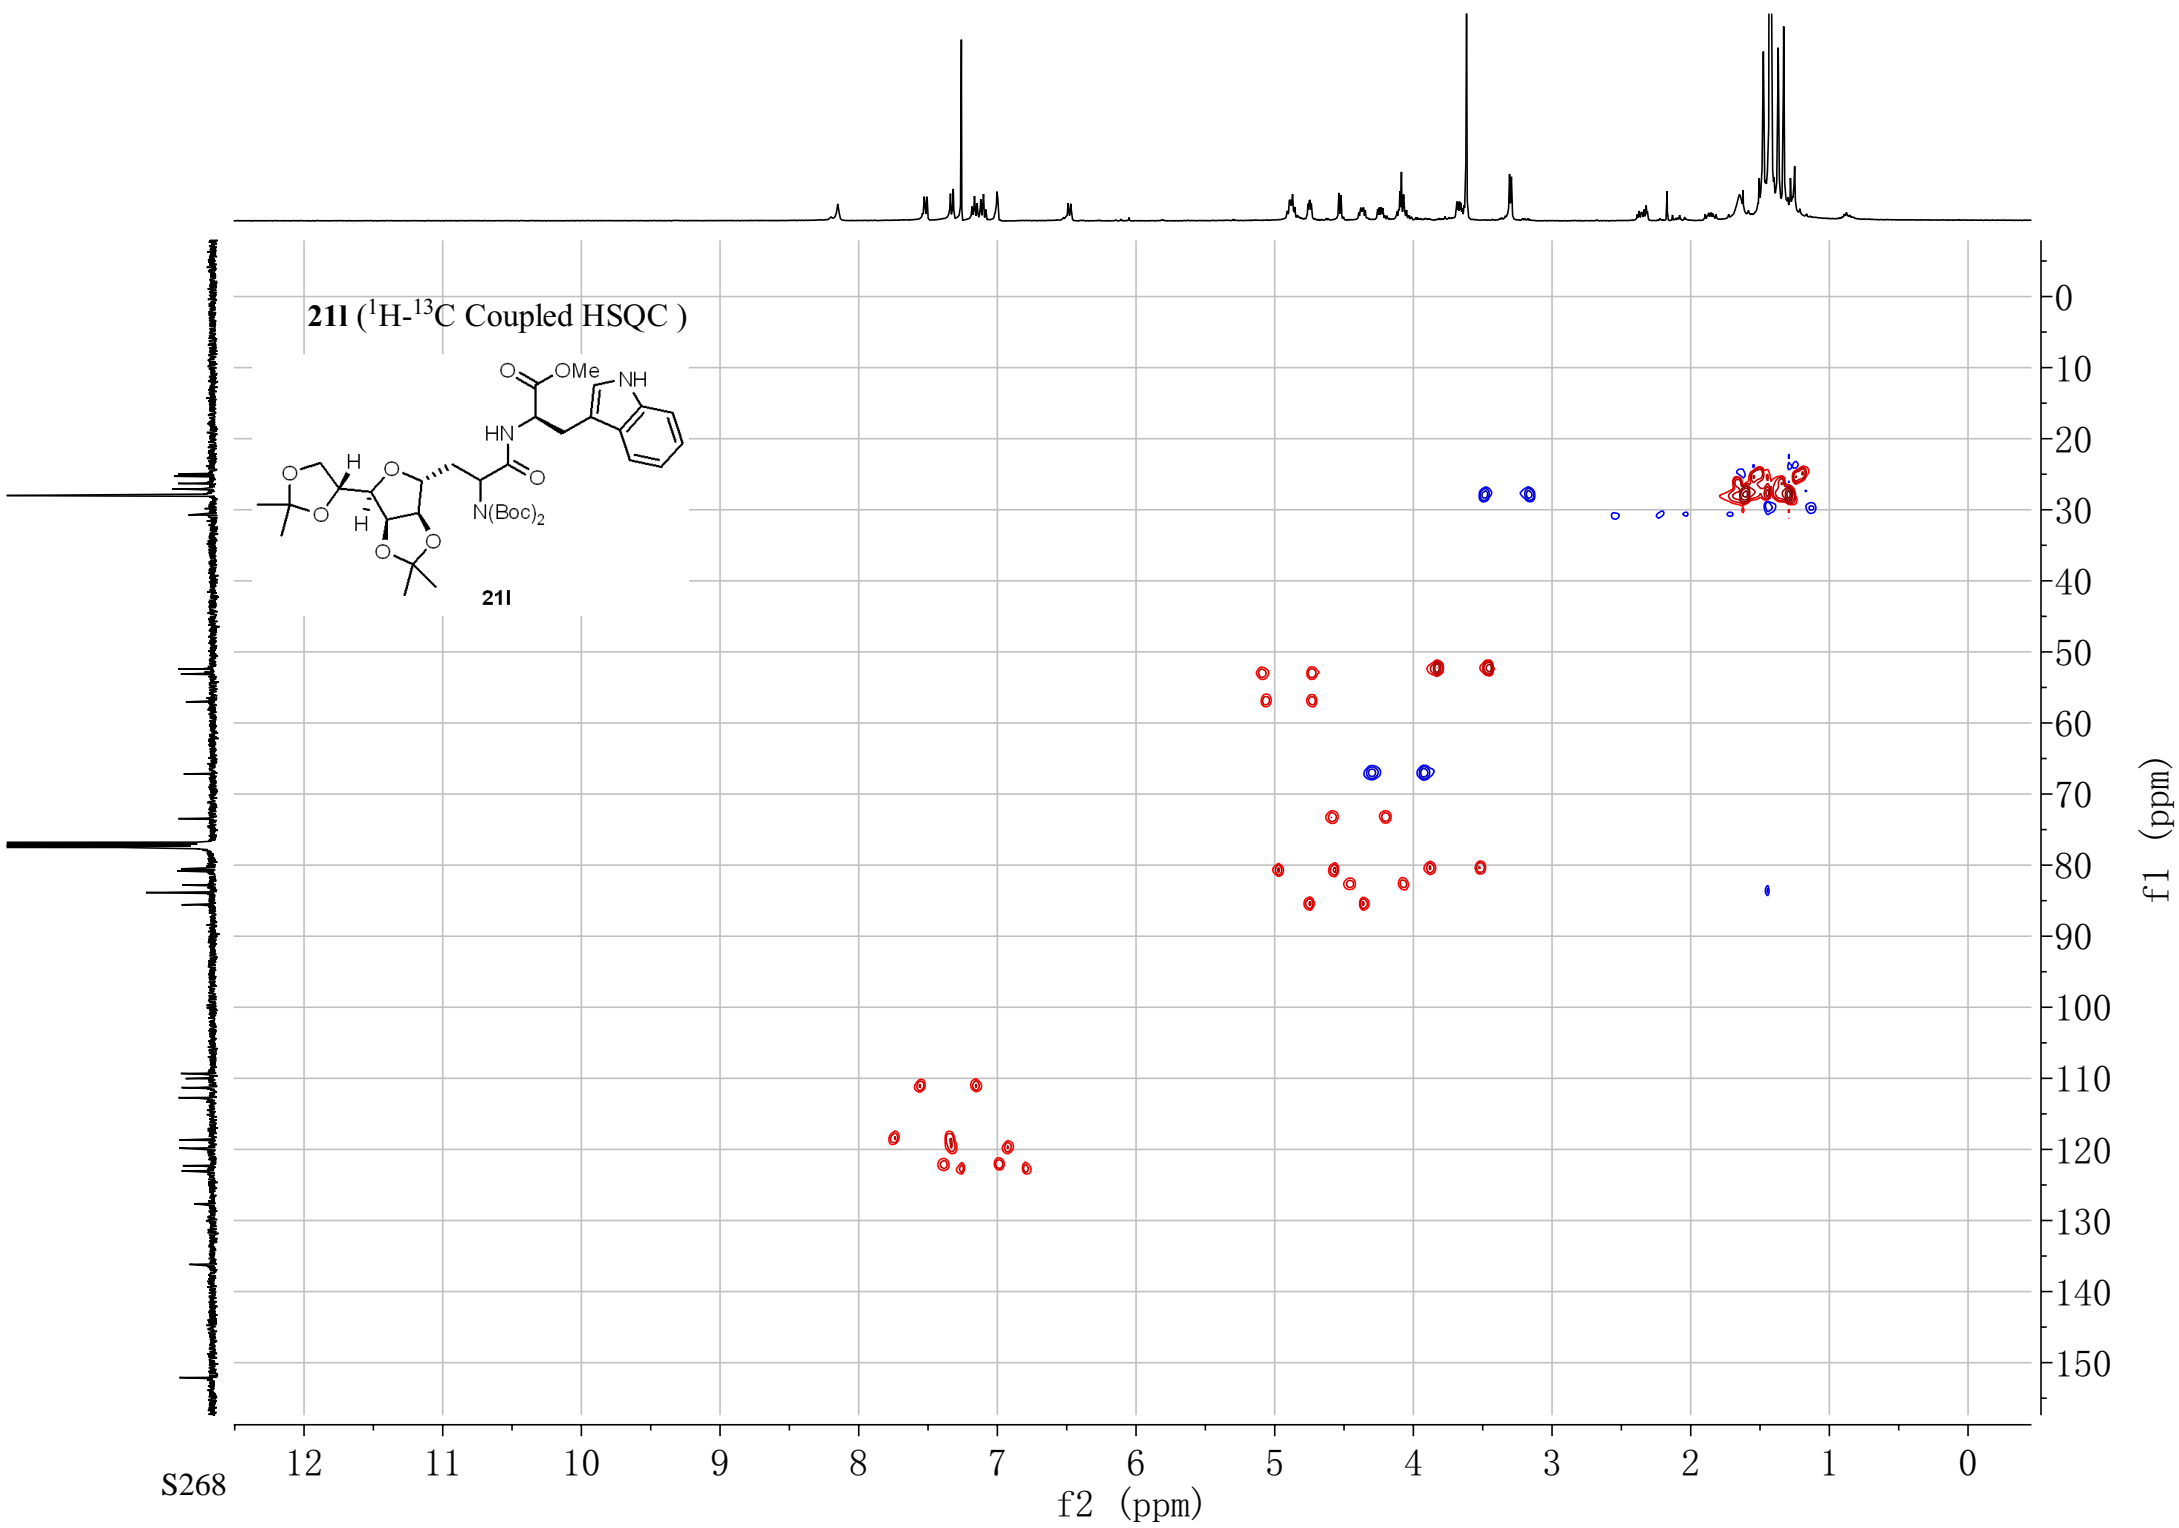 21l (¹H-¹³C Coupled HSQC )
O
OMe
NH
HN
H
O
O
O
O
N(Boc)₂
H
O
O
21l
0
10
20
30
40
50
60
70
80
90
100
110
120
130
140
150
f1 (ppm)
12 11 10 9 8 7 6 5 4 3 2 1 0
f2 (ppm)
S268